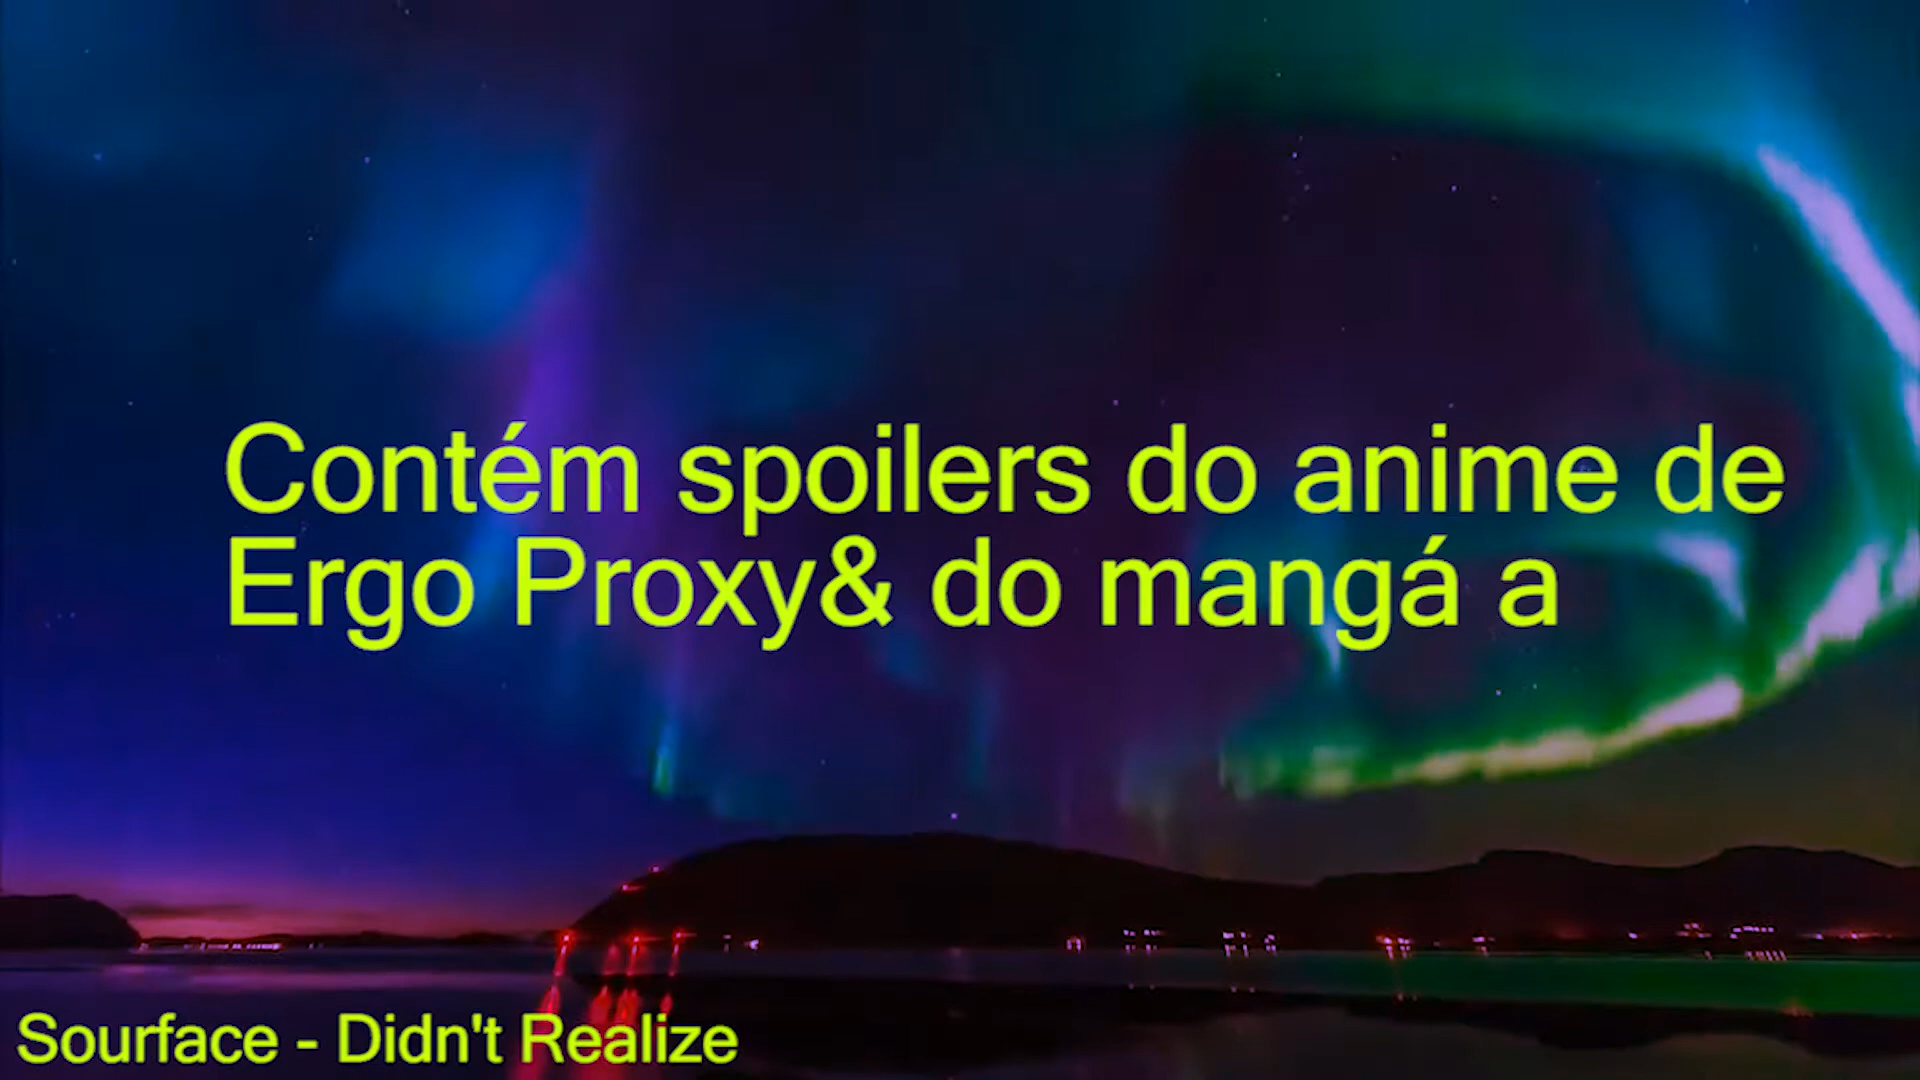 Contém spoilers do anime de
Ergo Proxy& do mangá a
Sourface - Didn't Realize